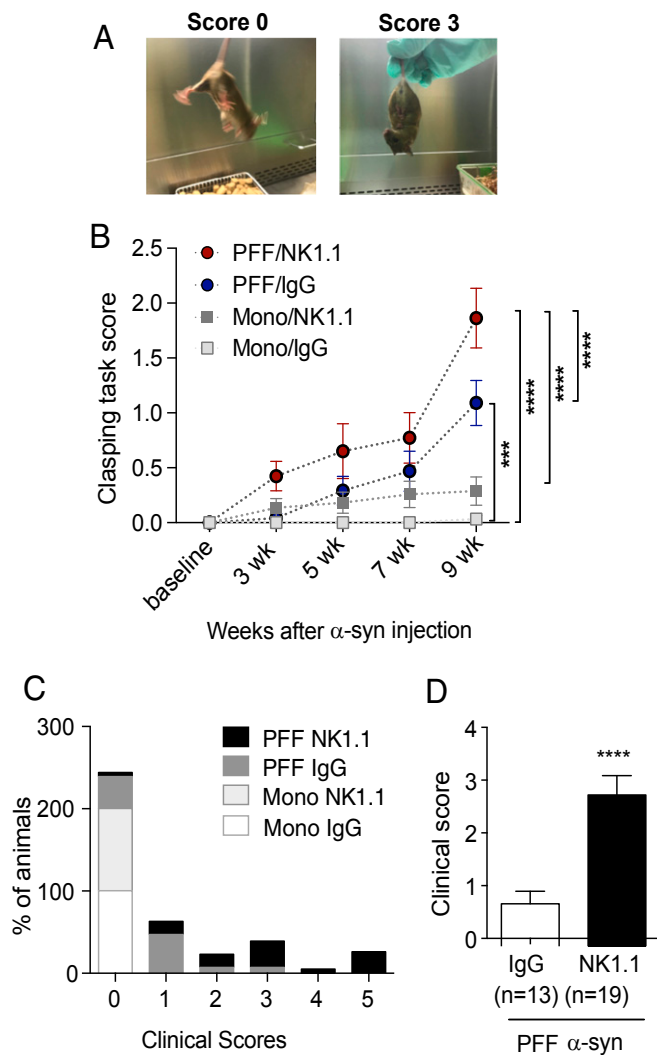 A
Score 0
Score 3
B
2.5
2.0
1.5
1.0
0.5
0.0
Clasping task score
PFF/NK1.1
PFF/IgG
Mono/NK1.1
Mono/IgG
***
****
****
****
baseline
3 wk
5 wk
7 wk
9 wk
Weeks after α-syn injection
C
300
200
100
0
% of animals
PFF NK1.1
PFF IgG
Mono NK1.1
Mono IgG
0 1 2 3 4 5
Clinical Scores
D
4
3
2
1
0
Clinical score
****
IgG NK1.1
(n=13) (n=19)
PFF α-syn